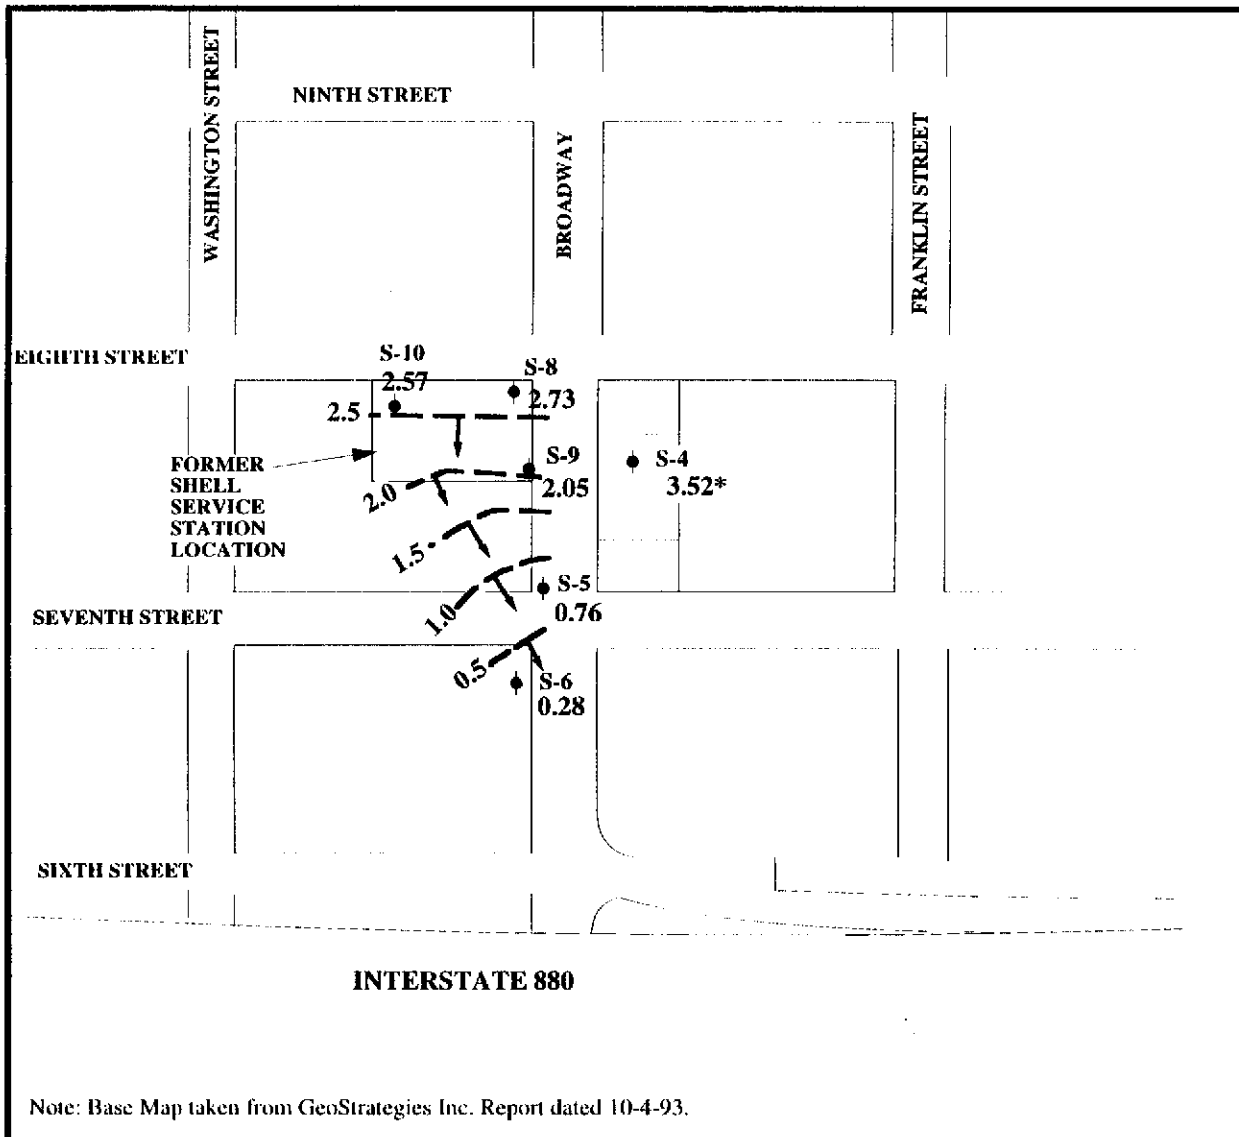 WASHINGTON STREET
NINTH STREET
BROADWAY
FRANKLIN STREET
EIGHTH STREET
S-10
2.57
S-8
2.73
2.5
FORMER
SHELL
SERVICE
STATION
LOCATION
S-9
2.05
S-4
3.52*
2.0
1.5
S-5
0.76
1.0
SEVENTH STREET
0.5
S-6
0.28
SIXTH STREET
INTERSTATE 880
Note: Base Map taken from GeoStrategies Inc. Report dated 10-4-93.